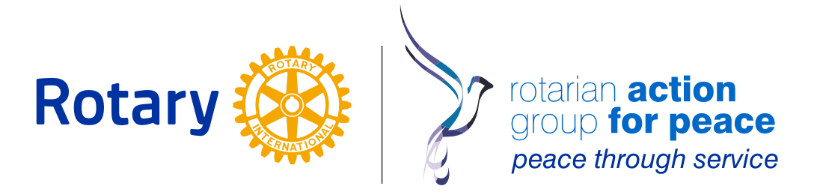 Rotary
ROTARY
INTERNATIONAL
rotarian action
group for peace
peace through service